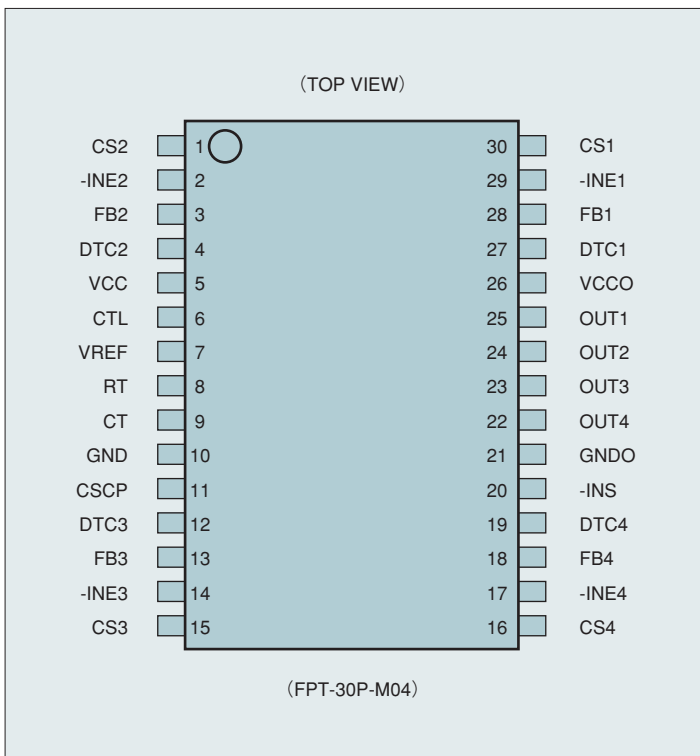 (TOP VIEW)
CS2 1 30 CS1
-INE2 2 29 -INE1
FB2 3 28 FB1
DTC2 4 27 DTC1
VCC 5 26 VCCO
CTL 6 25 OUT1
VREF 7 24 OUT2
RT 8 23 OUT3
CT 9 22 OUT4
GND 10 21 GNDO
CSCP 11 20 -INS
DTC3 12 19 DTC4
FB3 13 18 FB4
-INE3 14 17 -INE4
CS3 15 16 CS4
(FPT-30P-M04)